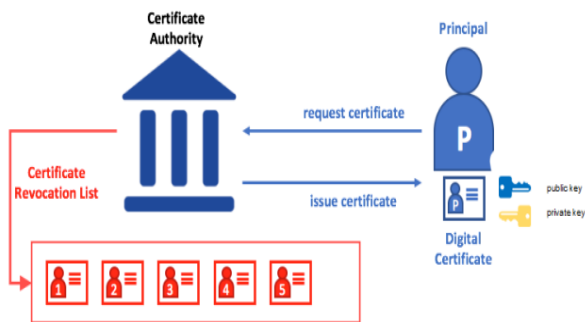 Certificate
Authority
Principal
request certificate
P
Certificate
Revocation List
issue certificate
P
public key
private key
Digital
Certificate
1
2
3
4
5